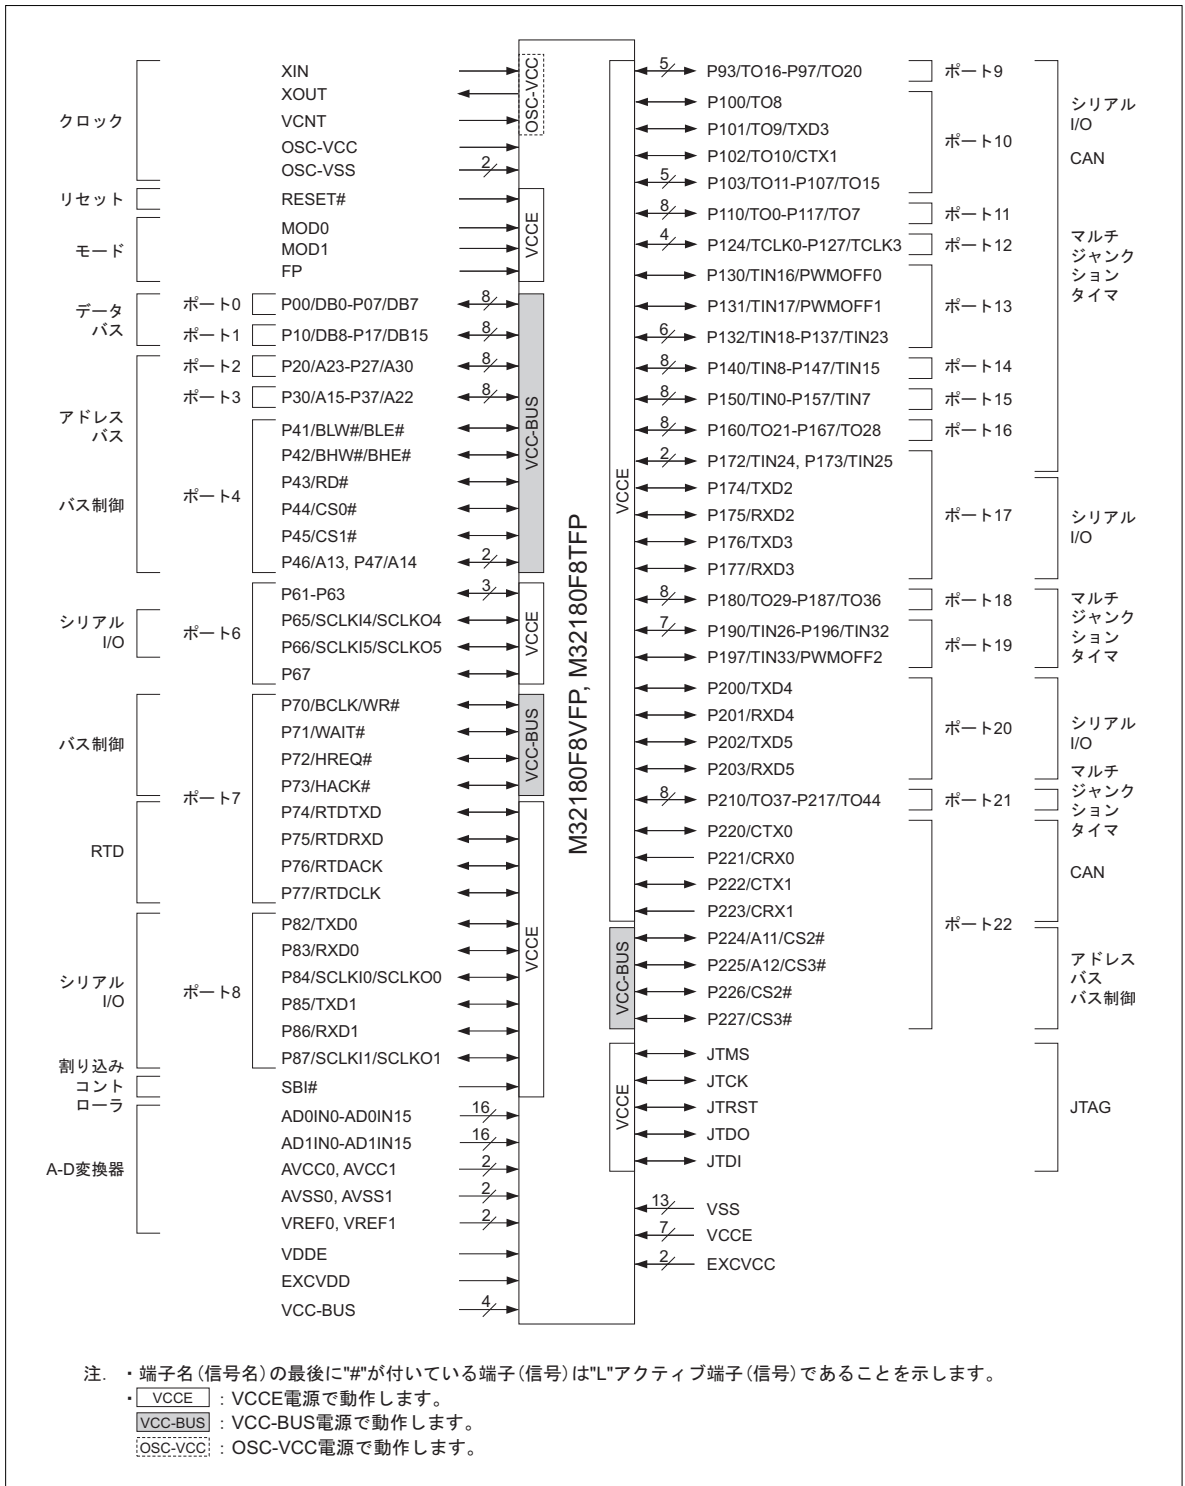 クロック
XIN
XOUT
VCNT
OSC-VCC
OSC-VSS
2
OSC-VCC
リセット
RESET#
モード
MOD0
MOD1
FP
VCCE
データ
バス
ポート0
P00/DB0-P07/DB7
8
ポート1
P10/DB8-P17/DB15
8
アドレス
バス
バス制御
ポート2
P20/A23-P27/A30
8
ポート3
P30/A15-P37/A22
8
ポート4
P41/BLW#/BLE#
P42/BHW#/BHE#
P43/RD#
P44/CS0#
P45/CS1#
P46/A13, P47/A14
2
VCC-BUS
シリアル
I/O
ポート6
P61-P63
3
P65/SCLKI4/SCLKO4
P66/SCLKI5/SCLKO5
P67
VCCE
バス制御
ポート7
P70/BCLK/WR#
P71/WAIT#
P72/HREQ#
P73/HACK#
VCC-BUS
RTD
P74/RTDTXD
P75/RTDRXD
P76/RTDACK
P77/RTDCLK
シリアル
I/O
ポート8
P82/TXD0
P83/RXD0
P84/SCLKI0/SCLKO0
P85/TXD1
P86/RXD1
P87/SCLKI1/SCLKO1
VCCE
割り込み
コント
ローラ
SBI#
A-D変換器
AD0IN0-AD0IN15
16
AD1IN0-AD1IN15
16
AVCC0, AVCC1
2
AVSS0, AVSS1
2
VREF0, VREF1
2
VDDE
EXCVDD
VCC-BUS
4
M32180F8VFP, M32180F8TFP
VCCE
5
P93/TO16-P97/TO20
ポート9
P100/TO8
P101/TO9/TXD3
P102/TO10/CTX1
5
P103/TO11-P107/TO15
ポート10
シリアル
I/O
CAN
8
P110/TO0-P117/TO7
ポート11
4
P124/TCLK0-P127/TCLK3
ポート12
マルチ
ジャンク
ション
タイマ
P130/TIN16/PWMOFF0
P131/TIN17/PWMOFF1
6
P132/TIN18-P137/TIN23
ポート13
8
P140/TIN8-P147/TIN15
ポート14
8
P150/TIN0-P157/TIN7
ポート15
8
P160/TO21-P167/TO28
ポート16
2
P172/TIN24, P173/TIN25
P174/TXD2
P175/RXD2
P176/TXD3
P177/RXD3
ポート17
シリアル
I/O
8
P180/TO29-P187/TO36
ポート18
7
P190/TIN26-P196/TIN32
P197/TIN33/PWMOFF2
ポート19
マルチ
ジャンク
ション
タイマ
P200/TXD4
P201/RXD4
P202/TXD5
P203/RXD5
ポート20
シリアル
I/O
8
P210/TO37-P217/TO44
ポート21
マルチ
ジャンク
ション
タイマ
P220/CTX0
P221/CRX0
P222/CTX1
P223/CRX1
CAN
ポート22
P224/A11/CS2#
P225/A12/CS3#
P226/CS2#
P227/CS3#
VCC-BUS
アドレス
バス
バス制御
VCCE
JTMS
JTCK
JTRST
JTDO
JTDI
JTAG
13
VSS
7
VCCE
2
EXCVCC
注. ・端子名(信号名)の最後に"#"が付いている端子(信号)は"L"アクティブ端子(信号)であることを示します。
・ VCCE : VCCE電源で動作します。
VCC-BUS : VCC-BUS電源で動作します。
OSC-VCC : OSC-VCC電源で動作します。